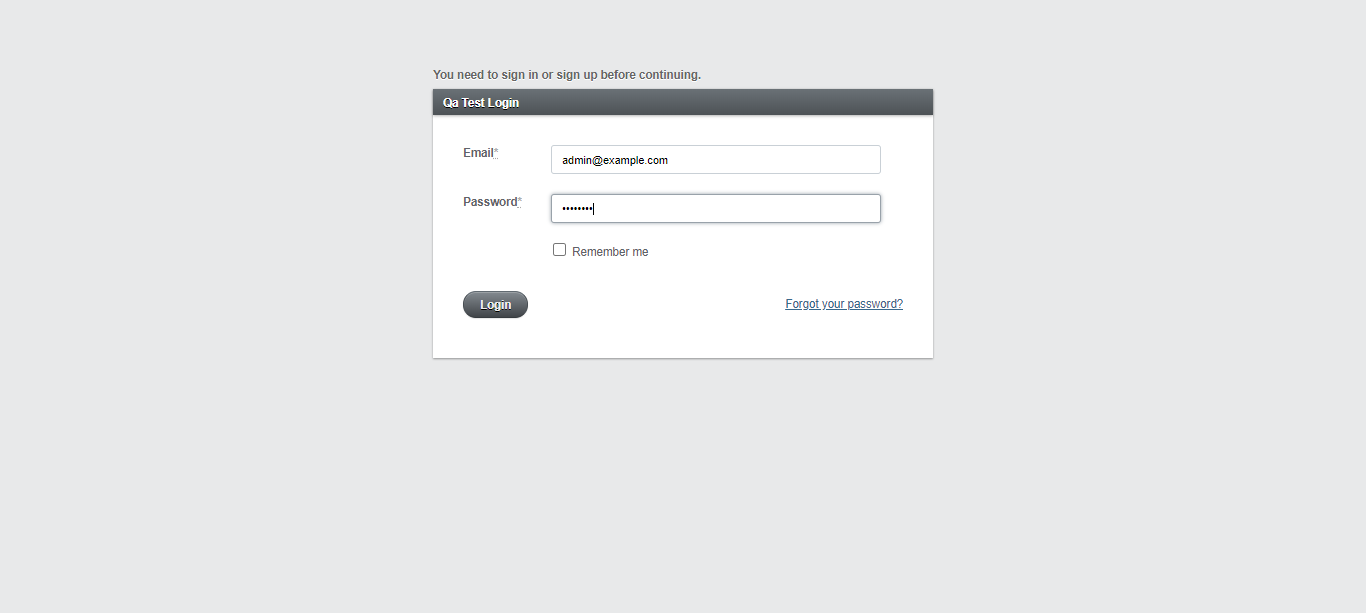 You need to sign in or sign up before continuing.
Qa Test Login
Email*
admin@example.com
Password*
••••••••
Remember me
Login
Forgot your password?